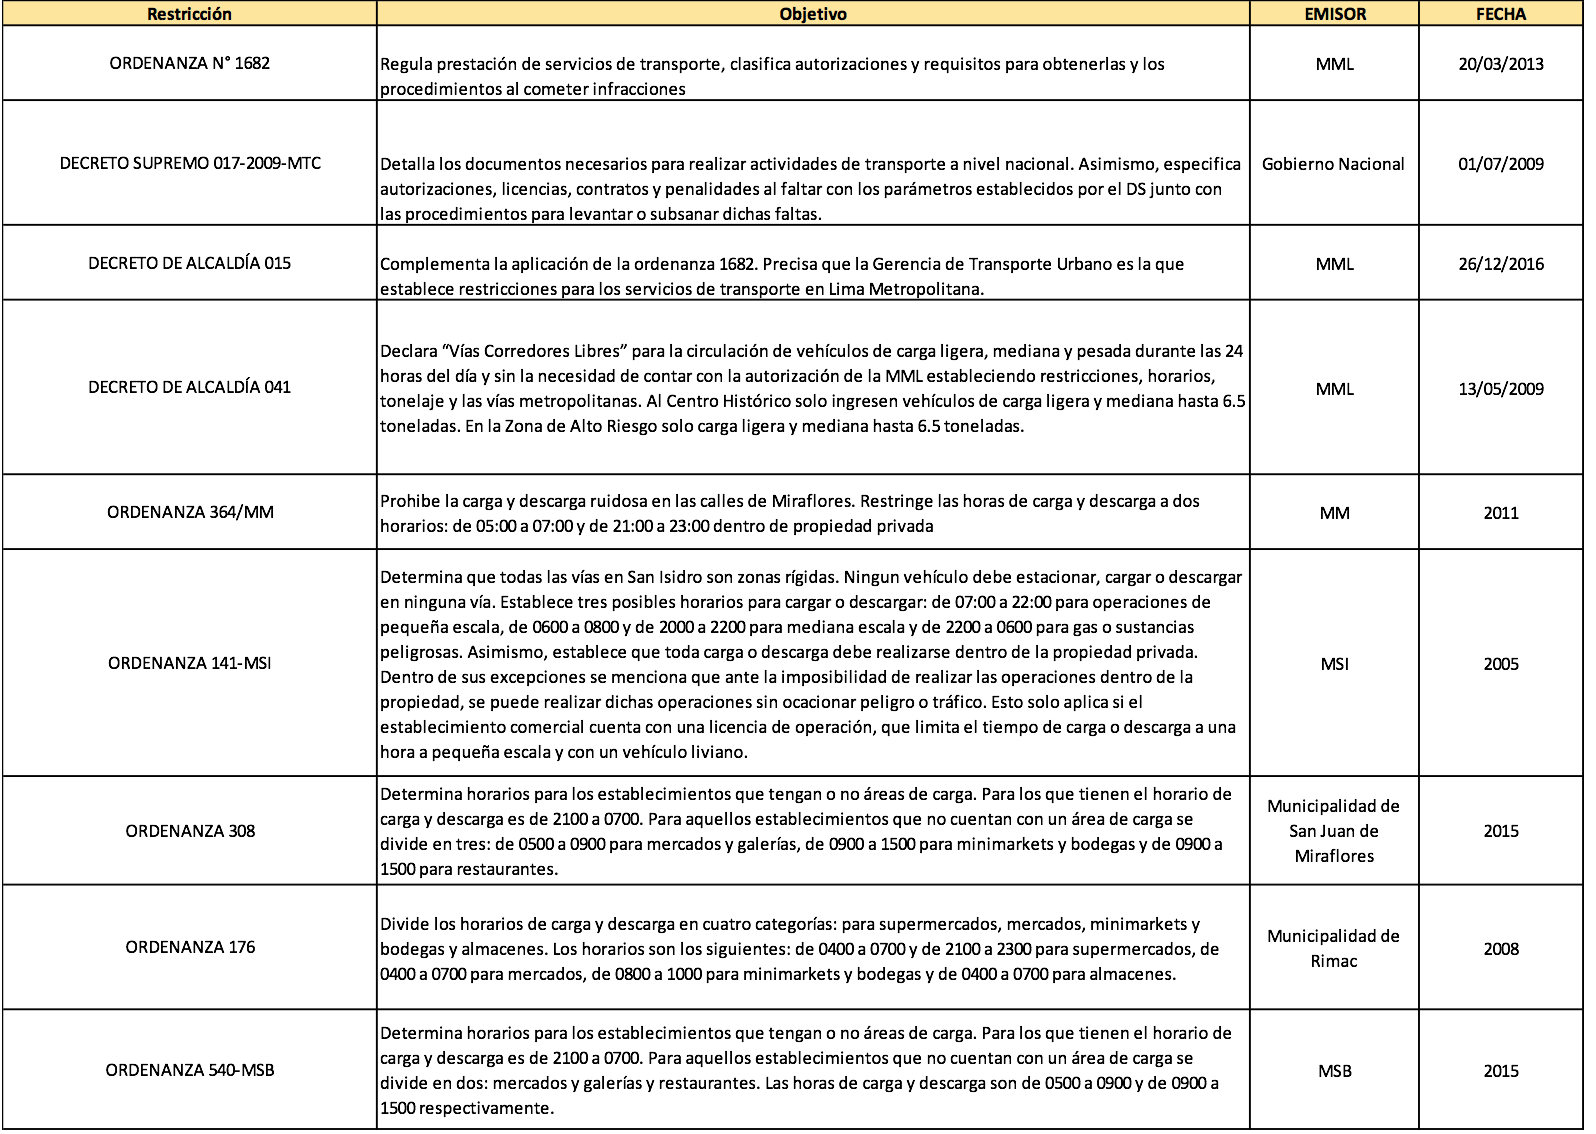 Restricción Objetivo EMISOR FECHA
ORDENANZA N° 1682
Regula prestación de servicios de transporte, clasifica autorizaciones y requisitos para obtenerlas y los
procedimientos al cometer infracciones
MML
20/03/2013
DECRETO SUPREMO 017-2009-MTC
Detalla los documentos necesarios para realizar actividades de transporte a nivel nacional. Asimismo, especifica
autorizaciones, licencias, contratos y penalidades al faltar con los parámetros establecidos por el DS junto con
las procedimientos para levantar o subsanar dichas faltas.
Gobierno Nacional
01/07/2009
DECRETO DE ALCALDÍA 015
Complementa la aplicación de la ordenanza 1682. Precisa que la Gerencia de Transporte Urbano es la que
establece restricciones para los servicios de transporte en Lima Metropolitana.
MML
26/12/2016
DECRETO DE ALCALDÍA 041
Declara “Vías Corredores Libres” para la circulación de vehículos de carga ligera, mediana y pesada durante las 24
horas del día y sin la necesidad de contar con la autorización de la MML estableciendo restricciones, horarios,
tonelaje y las vías metropolitanas. Al Centro Histórico solo ingresen vehículos de carga ligera y mediana hasta 6.5
toneladas. En la Zona de Alto Riesgo solo carga ligera y mediana hasta 6.5 toneladas.
MML
13/05/2009
ORDENANZA 364/MM
Prohibe la carga y descarga ruidosa en las calles de Miraflores. Restringe las horas de carga y descarga a dos
horarios: de 05:00 a 07:00 y de 21:00 a 23:00 dentro de propiedad privada
MM
2011
ORDENANZA 141-MSI
Determina que todas las vías en San Isidro son zonas rígidas. Ningun vehículo debe estacionar, cargar o descargar
en ninguna vía. Establece tres posibles horarios para cargar o descargar: de 07:00 a 22:00 para operaciones de
pequeña escala, de 0600 a 0800 y de 2000 a 2200 para mediana escala y de 2200 a 0600 para gas o sustancias
peligrosas. Asimismo, establece que toda carga o descarga debe realizarse dentro de la propiedad privada.
Dentro de sus excepciones se menciona que ante la imposibilidad de realizar las operaciones dentro de la
propiedad, se puede realizar dichas operaciones sin ocacionar peligro o tráfico. Esto solo aplica si el
establecimiento comercial cuenta con una licencia de operación, que limita el tiempo de carga o descarga a una
hora a pequeña escala y con un vehículo liviano.
MSI
2005
ORDENANZA 308
Determina horarios para los establecimientos que tengan o no áreas de carga. Para los que tienen el horario de
carga y descarga es de 2100 a 0700. Para aquellos establecimientos que no cuentan con un área de carga se
divide en tres: de 0500 a 0900 para mercados y galerías, de 0900 a 1500 para minimarkets y bodegas y de 0900 a
1500 para restaurantes.
Municipalidad de
San Juan de
Miraflores
2015
ORDENANZA 176
Divide los horarios de carga y descarga en cuatro categorías: para supermercados, mercados, minimarkets y
bodegas y almacenes. Los horarios son los siguientes: de 0400 a 0700 y de 2100 a 2300 para supermercados, de
0400 a 0700 para mercados, de 0800 a 1000 para minimarkets y bodegas y de 0400 a 0700 para almacenes.
Municipalidad de
Rimac
2008
ORDENANZA 540-MSB
Determina horarios para los establecimientos que tengan o no áreas de carga. Para los que tienen el horario de
carga y descarga es de 2100 a 0700. Para aquellos establecimientos que no cuentan con un área de carga se
divide en dos: mercados y galerías y restaurantes. Las horas de carga y descarga son de 0500 a 0900 y de 0900 a
1500 respectivamente.
MSB
2015